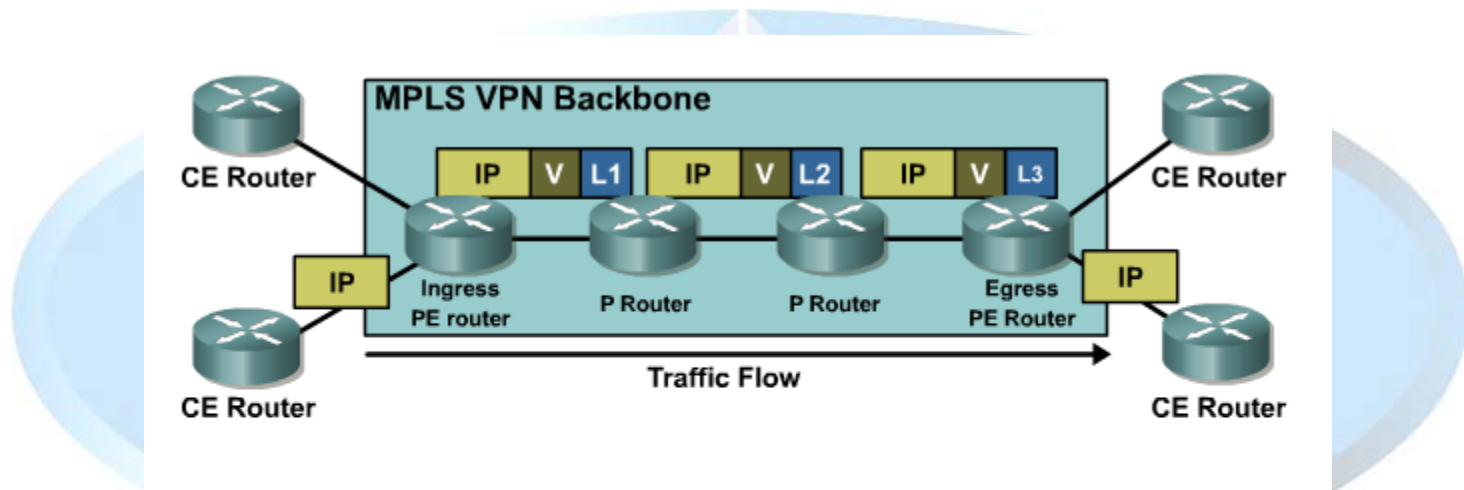 MPLS VPN Backbone
CE Router
CE Router
IP V L1 IP V L2 IP V L3
IP
IP
Ingress
PE router
P Router
P Router
Egress
PE Router
CE Router
CE Router
Traffic Flow